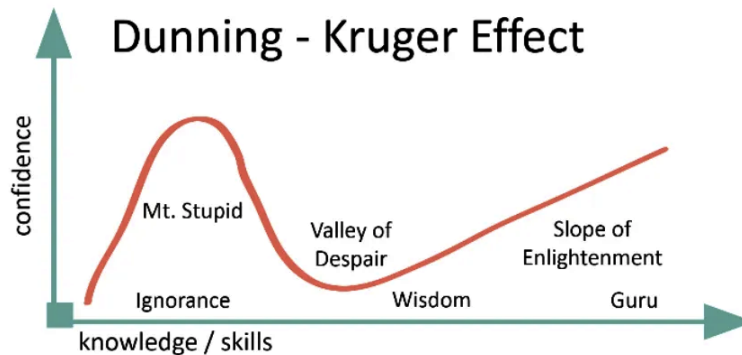 Dunning - Kruger Effect
confidence
Mt. Stupid
Valley of
Despair
Slope of
Enlightenment
Ignorance
Wisdom
Guru
knowledge / skills